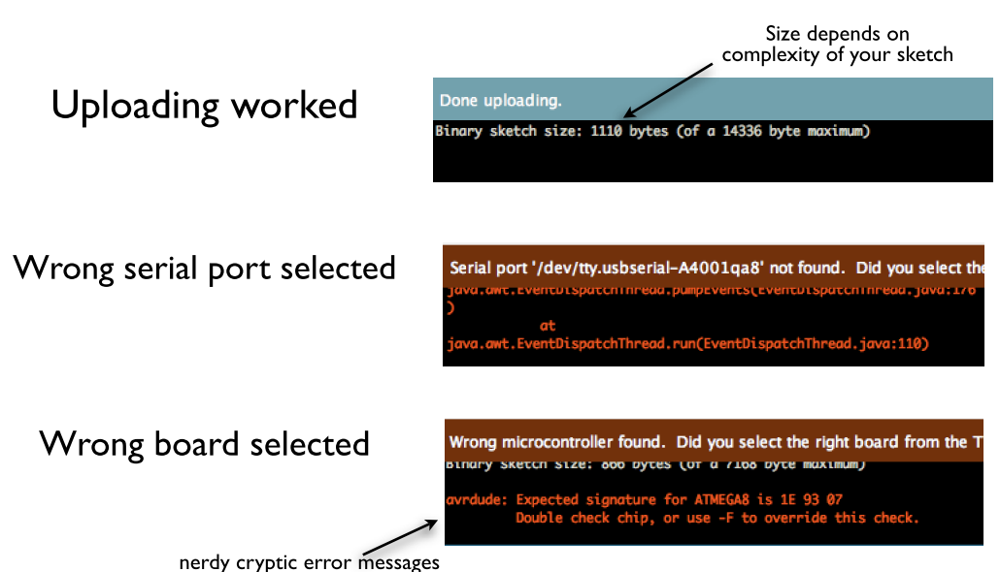 Size depends on
complexity of your sketch
Uploading worked
Done uploading.
Binary sketch size: 1110 bytes (of a 14336 byte maximum)
Wrong serial port selected
Serial port '/dev/tty.usbserial-A4001qa8' not found.  Did you select the
java.awt.EventDispatchThread.pumpEvents(EventDispatchThread.java:176
)
at
java.awt.EventDispatchThread.run(EventDispatchThread.java:110)
Wrong board selected
Wrong microcontroller found.  Did you select the right board from the T
Binary sketch size: 866 bytes (of a 7168 byte maximum)
avrdude: Expected signature for ATMEGA8 is 1E 93 07
Double check chip, or use -F to override this check.
nerdy cryptic error messages